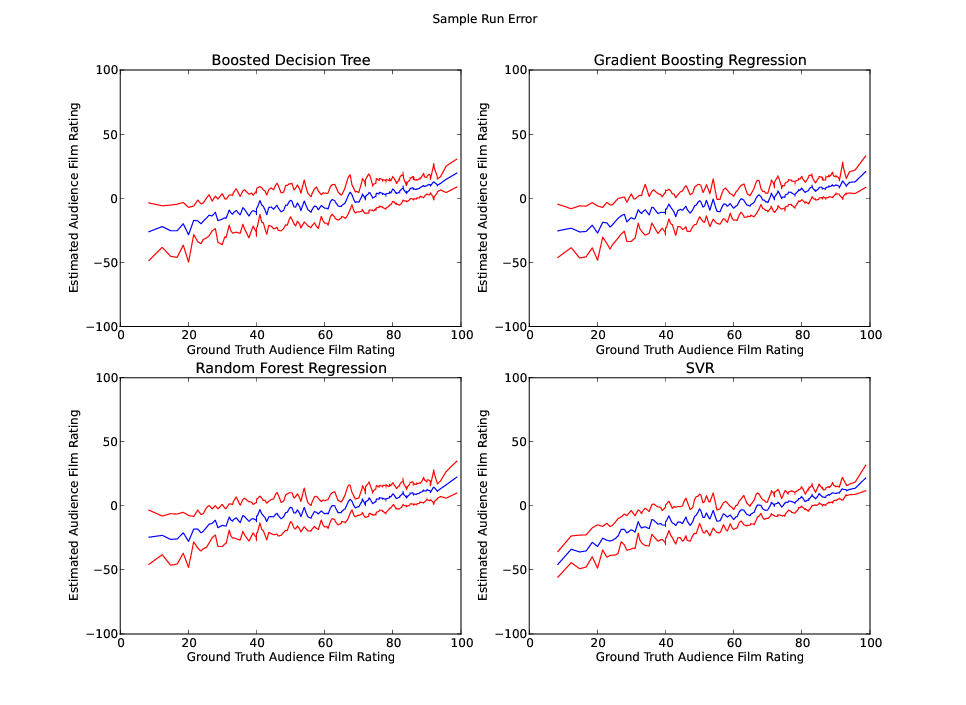 Sample Run Error
Boosted Decision Tree
Estimated Audience Film Rating
100
50
0
−50
−100
0 20 40 60 80 100
Ground Truth Audience Film Rating
Gradient Boosting Regression
Estimated Audience Film Rating
100
50
0
−50
−100
0 20 40 60 80 100
Ground Truth Audience Film Rating
Random Forest Regression
Estimated Audience Film Rating
100
50
0
−50
−100
0 20 40 60 80 100
Ground Truth Audience Film Rating
SVR
Estimated Audience Film Rating
100
50
0
−50
−100
0 20 40 60 80 100
Ground Truth Audience Film Rating